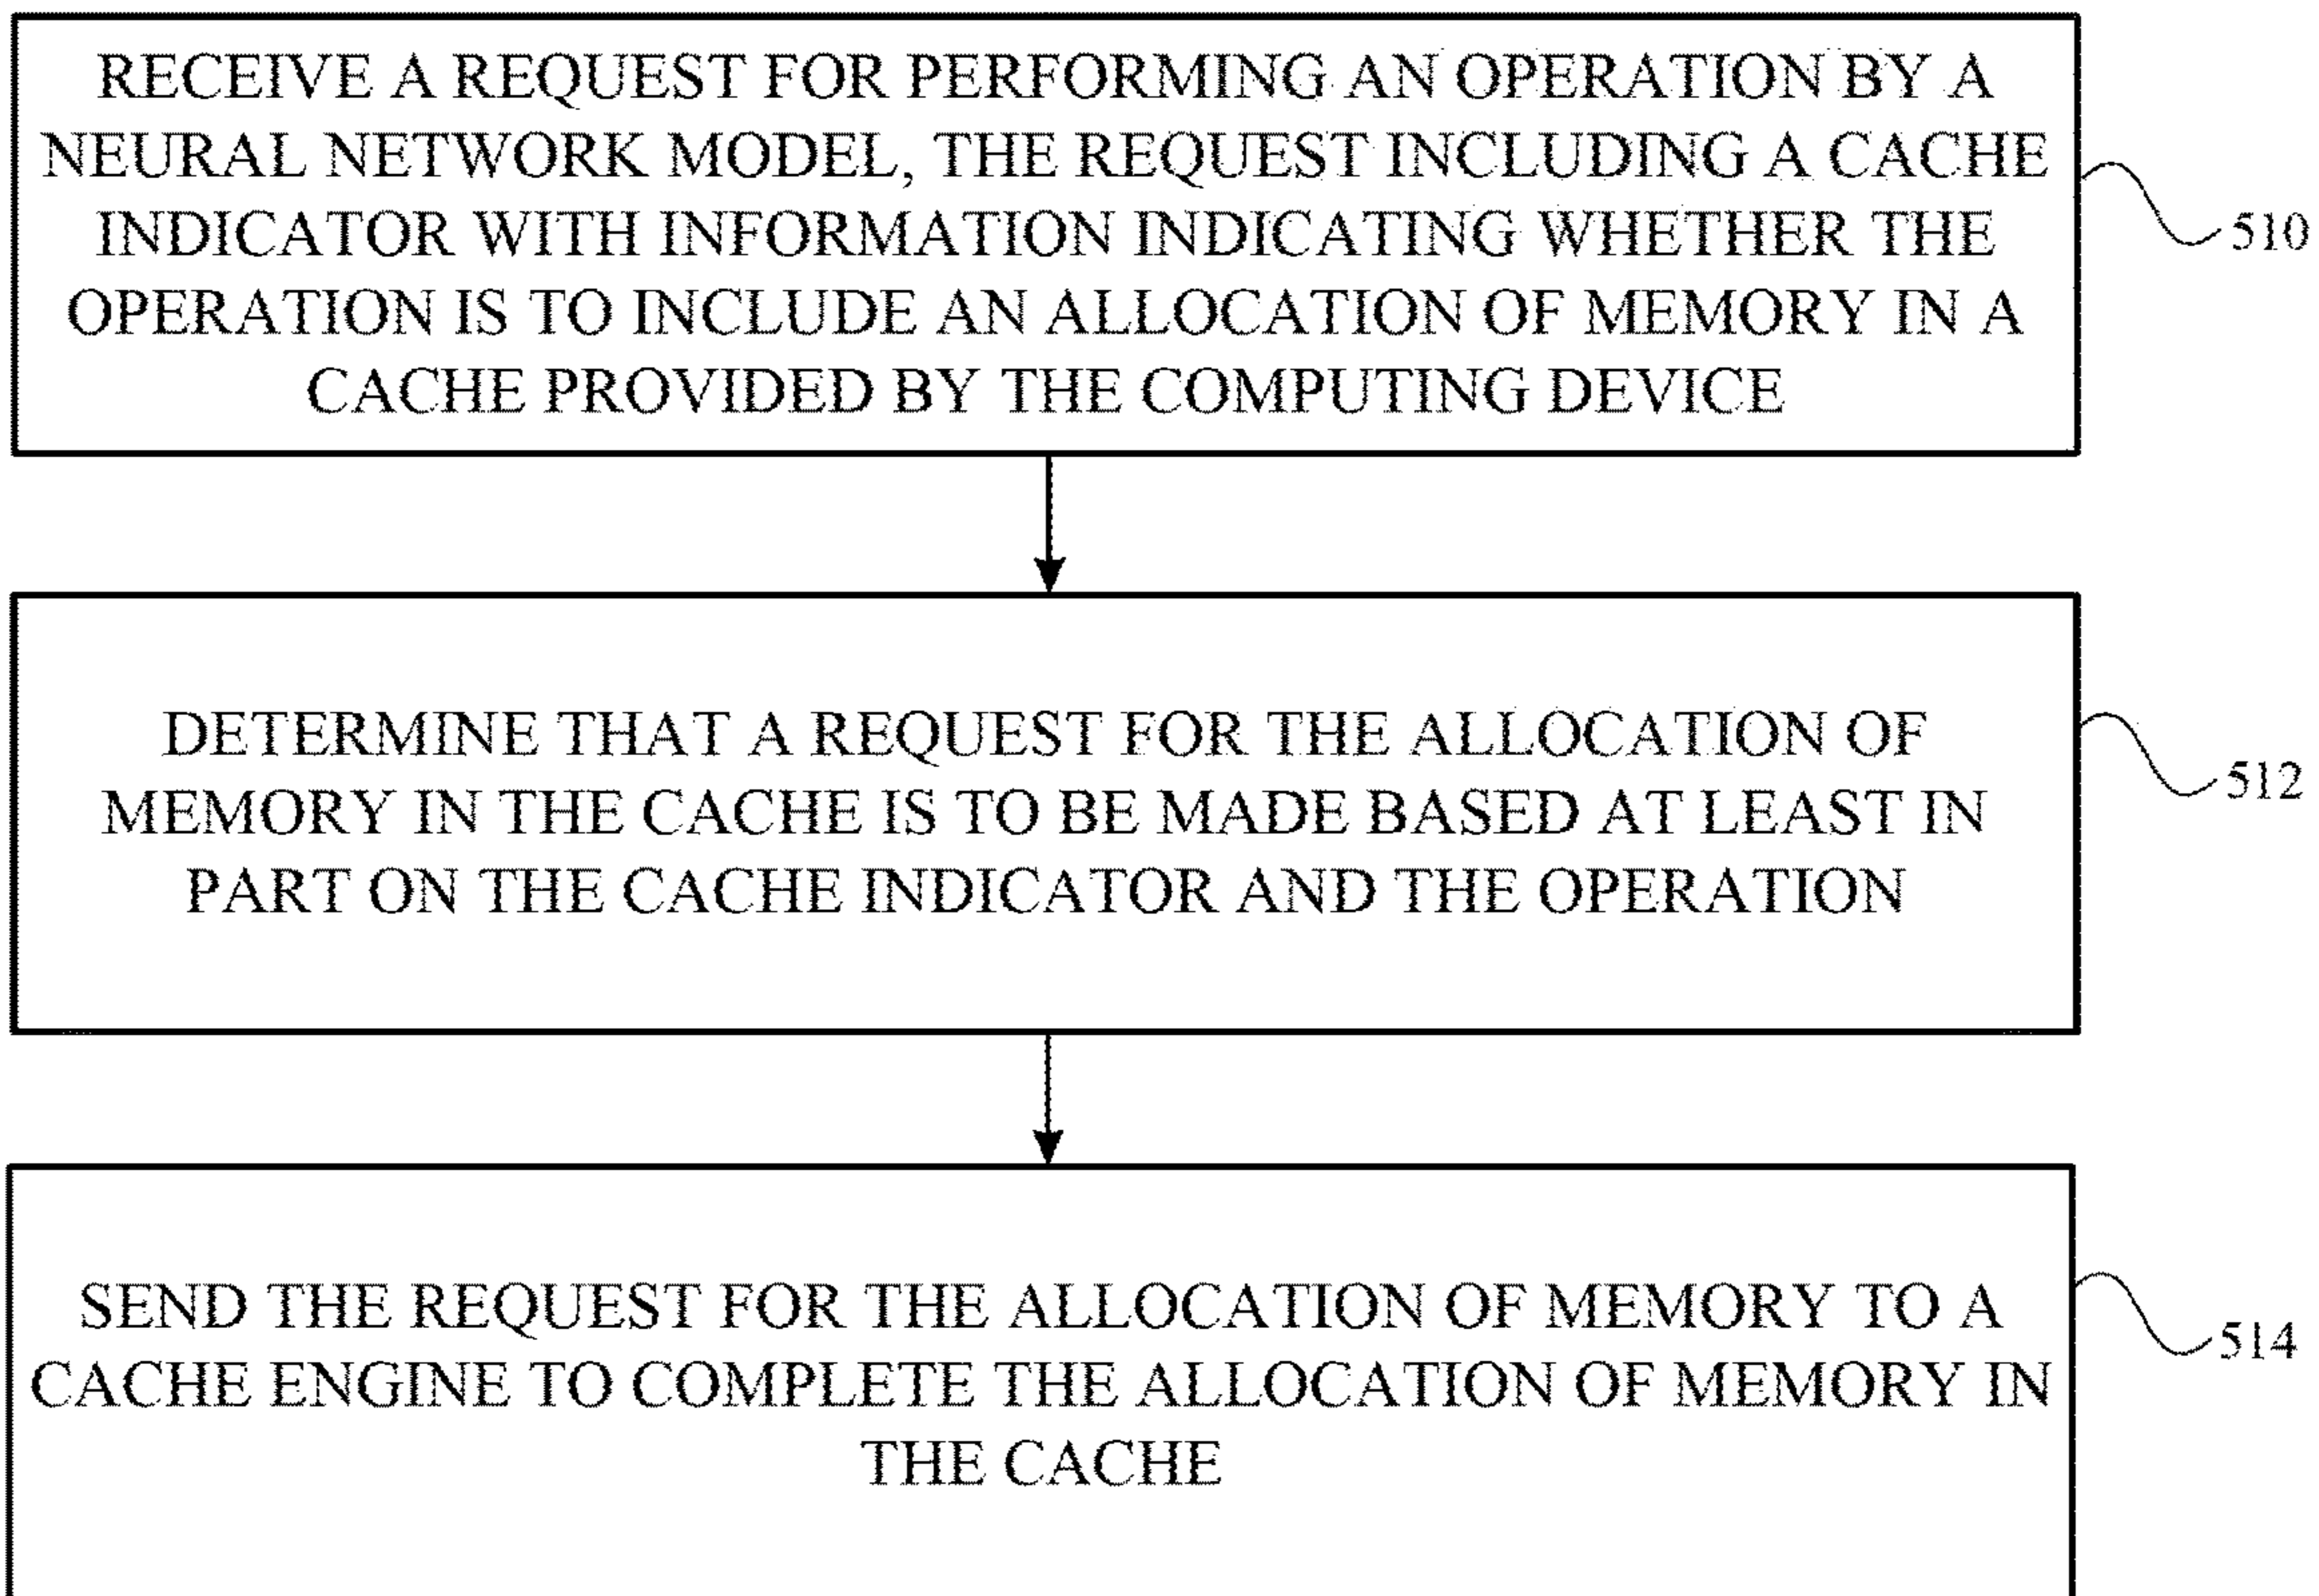 RECEIVE A REQUEST FOR PERFORMING AN OPERATION BY A
NEURAL NETWORK MODEL, THE REQUEST INCLUDING A CACHE
INDICATOR WITH INFORMATION INDICATING WHETHER THE
OPERATION IS TO INCLUDE AN ALLOCATION OF MEMORY IN A
CACHE PROVIDED BY THE COMPUTING DEVICE
510
DETERMINE THAT A REQUEST FOR THE ALLOCATION OF
MEMORY IN THE CACHE IS TO BE MADE BASED AT LEAST IN
PART ON THE CACHE INDICATOR AND THE OPERATION
512
SEND THE REQUEST FOR THE ALLOCATION OF MEMORY TO A
CACHE ENGINE TO COMPLETE THE ALLOCATION OF MEMORY IN
THE CACHE
514